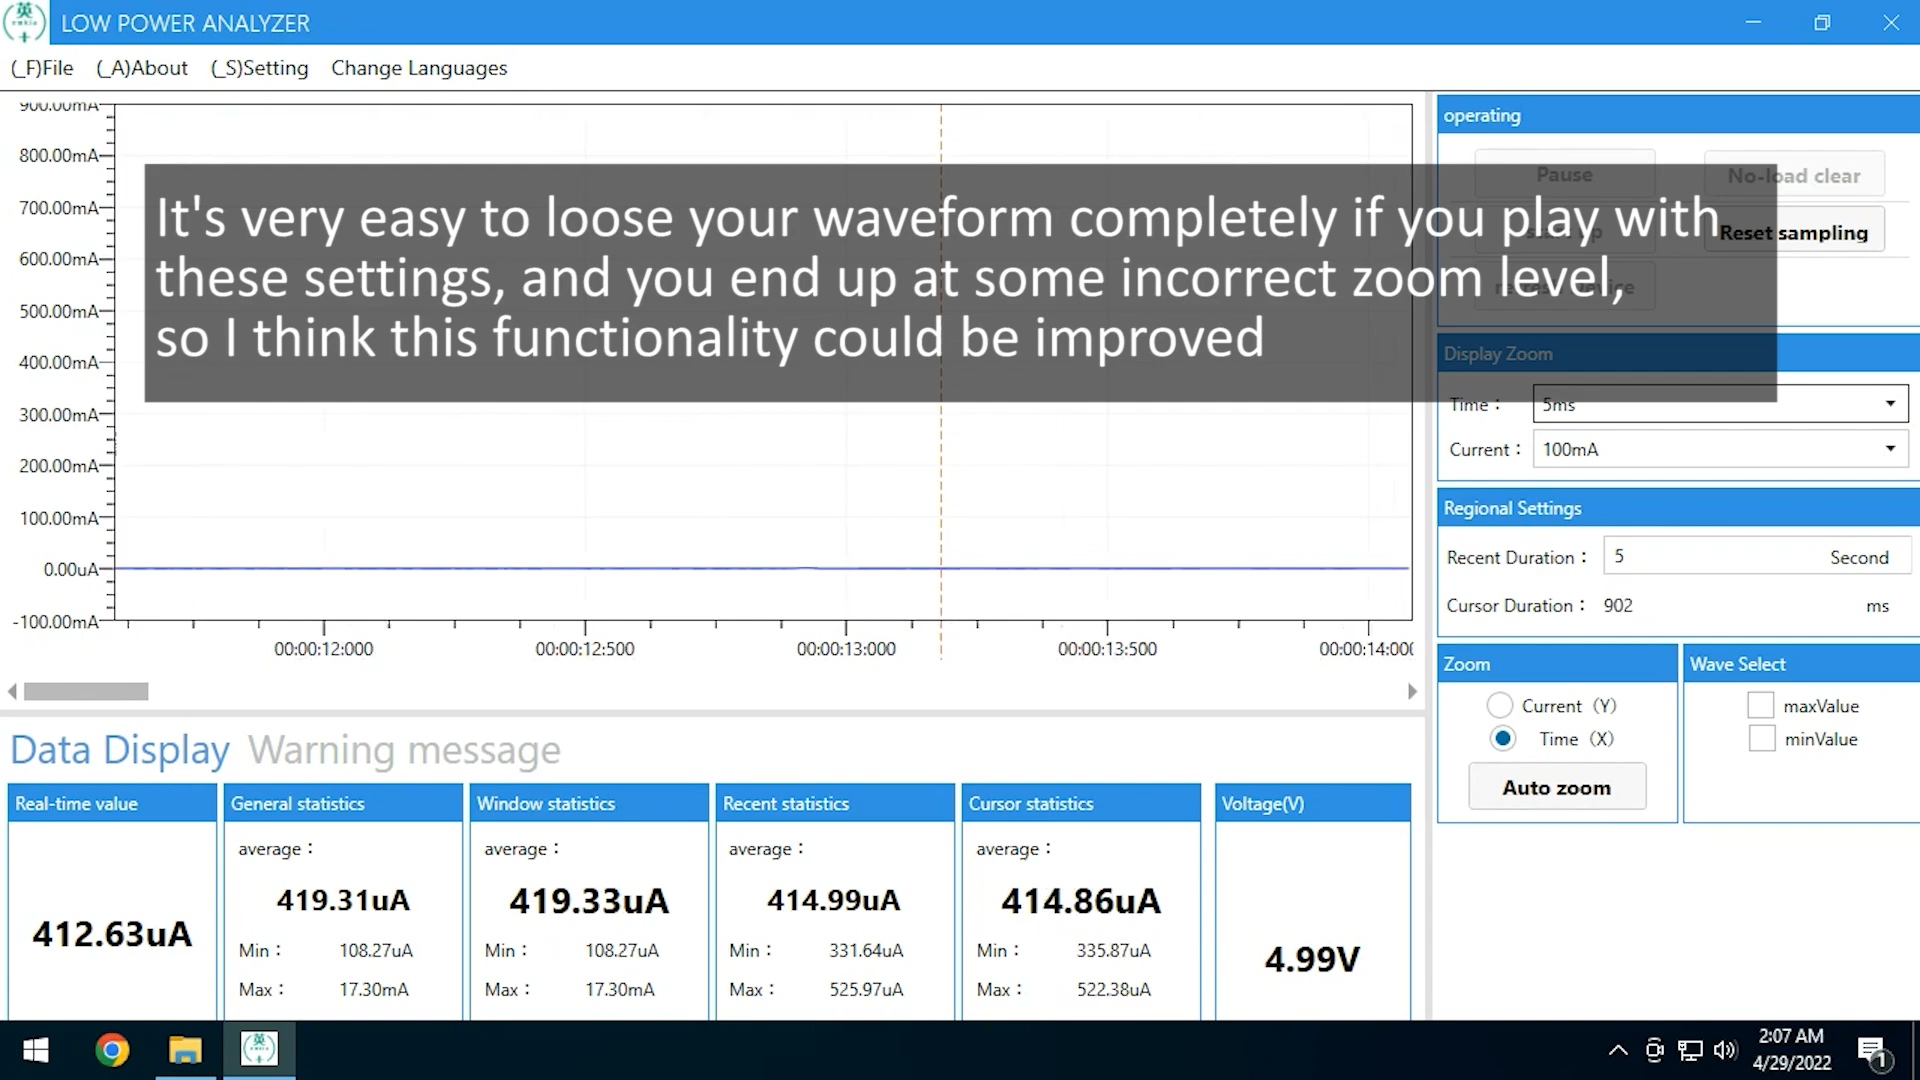 LOW POWER ANALYZER
(_F)File (_A)About (_S)Setting Change Languages
900.00mA
800.00mA
700.00mA
600.00mA
500.00mA
400.00mA
300.00mA
200.00mA
100.00mA
0.00uA
-100.00mA
It's very easy to loose your waveform completely if you play with
these settings, and you end up at some incorrect zoom level,
so I think this functionality could be improved
00:00:12:000 00:00:12:500 00:00:13:000 00:00:13:500 00:00:14:000
operating
Pause No-load clear
Reset sampling
Display Zoom
Time： 5ms
Current： 100mA
Regional Settings
Recent Duration： 5 Second
Cursor Duration： 902 ms
Zoom
Current （Y）
Time （X）
Auto zoom
Wave Select
maxValue
minValue
Data Display Warning message
Real-time value
412.63uA
General statistics
average：
419.31uA
Min： 108.27uA
Max： 17.30mA
Window statistics
average：
419.33uA
Min： 108.27uA
Max： 17.30mA
Recent statistics
average：
414.99uA
Min： 331.64uA
Max： 525.97uA
Cursor statistics
average：
414.86uA
Min： 335.87uA
Max： 522.38uA
Voltage(V)
4.99V
2:07 AM
4/29/2022
1